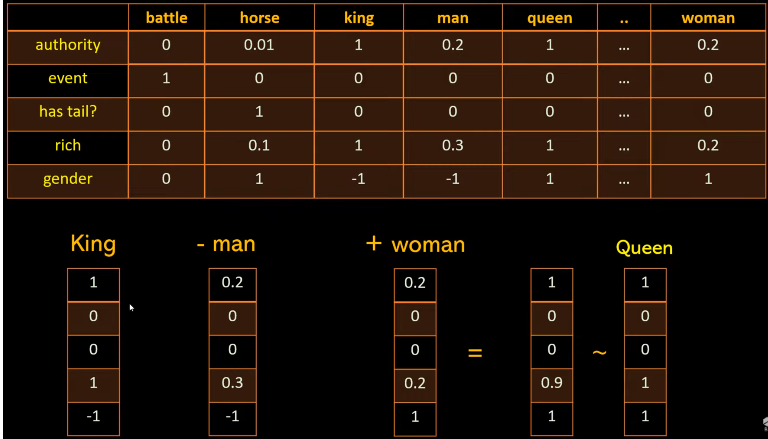 battle horse king man queen .. woman
authority 0 0.01 1 0.2 1 ... 0.2
event 1 0 0 0 0 ... 0
has tail? 0 1 0 0 0 ... 0
rich 0 0.1 1 0.3 1 ... 0.2
gender 0 1 -1 -1 1 ... 1
King - man + woman Queen
1 0.2 0.2 1 1
0 0 0 0 0
0 0 0 = 0 ~ 0
1 0.3 0.2 0.9 1
-1 -1 1 1 1